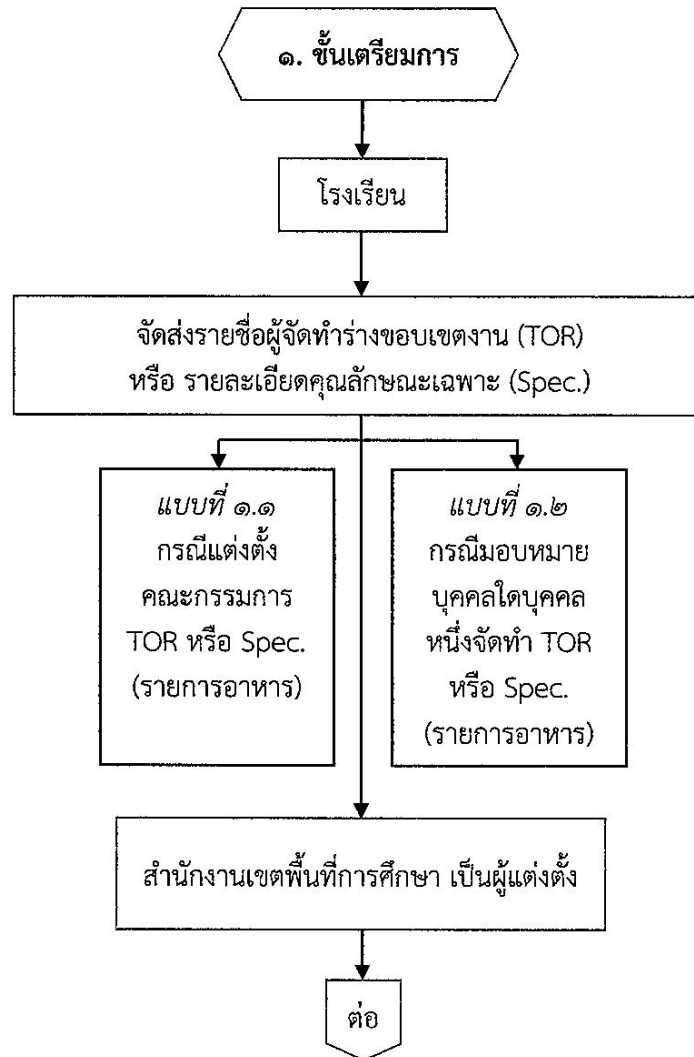 ๑. ขั้นเตรียมการ
โรงเรียน
จัดส่งรายชื่อผู้จัดทำร่างขอบเขตงาน (TOR)
หรือ รายละเอียดคุณลักษณะเฉพาะ (Spec.)
แบบที่ ๑.๑
กรณีแต่งตั้ง
คณะกรรมการ
TOR หรือ Spec.
(รายการอาหาร)
แบบที่ ๑.๒
กรณีมอบหมาย
บุคคลใดบุคคล
หนึ่งจัดทำ TOR
หรือ Spec.
(รายการอาหาร)
สำนักงานเขตพื้นที่การศึกษา เป็นผู้แต่งตั้ง
ต่อ